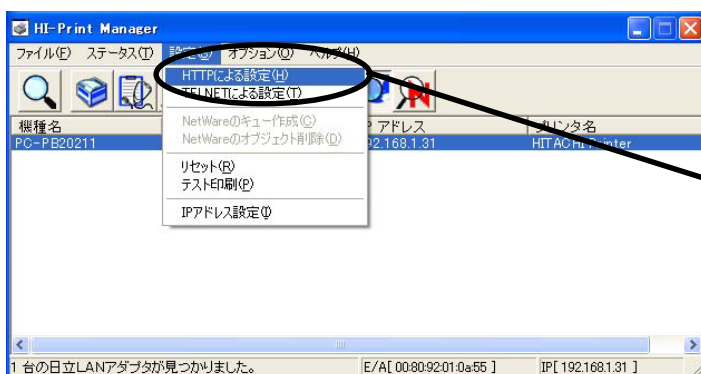 HI-Print Manager
ファイル(F) ステータス(T) 設定(S) オプション(O) ヘルプ(H)
HTTPによる設定(H)
TELNETによる設定(T)
NetWareのキュー作成(C)
NetWareのオブジェクト削除(D)
リセット(R)
テスト印刷(P)
IPアドレス設定(I)
機種名 アドレス プリンタ名
PC-PB20211 92.168.1.31 HITACHI Printer
1 台の日立LANアダプタが見つかりました。 E/A[ 00:80:92:01:0a:55 ] IP[ 192.168.1.31 ]